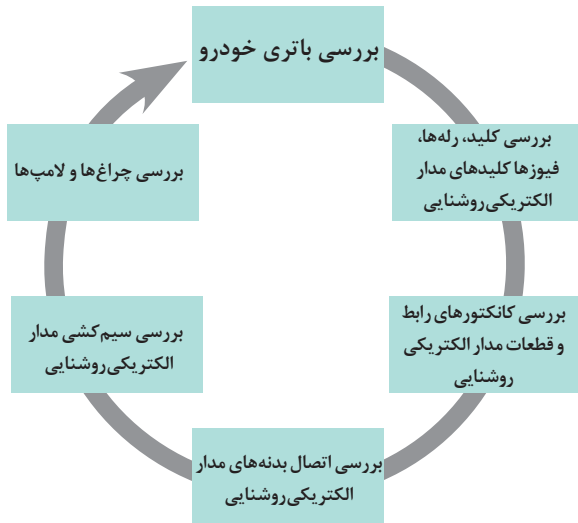 بررسی باتری خودرو
بررسی کلید، رله‌ها،
فیوزها کلیدهای مدار
الکتریکی‌روشنایی
بررسی کانکتورهای رابط
و قطعات مدار الکتریکی
روشنایی
بررسی اتصال بدنه‌های مدار
الکتریکی‌روشنایی
بررسی سیم‌کشی مدار
الکتریکی‌روشنایی
بررسی چراغ‌ها و لامپ‌ها